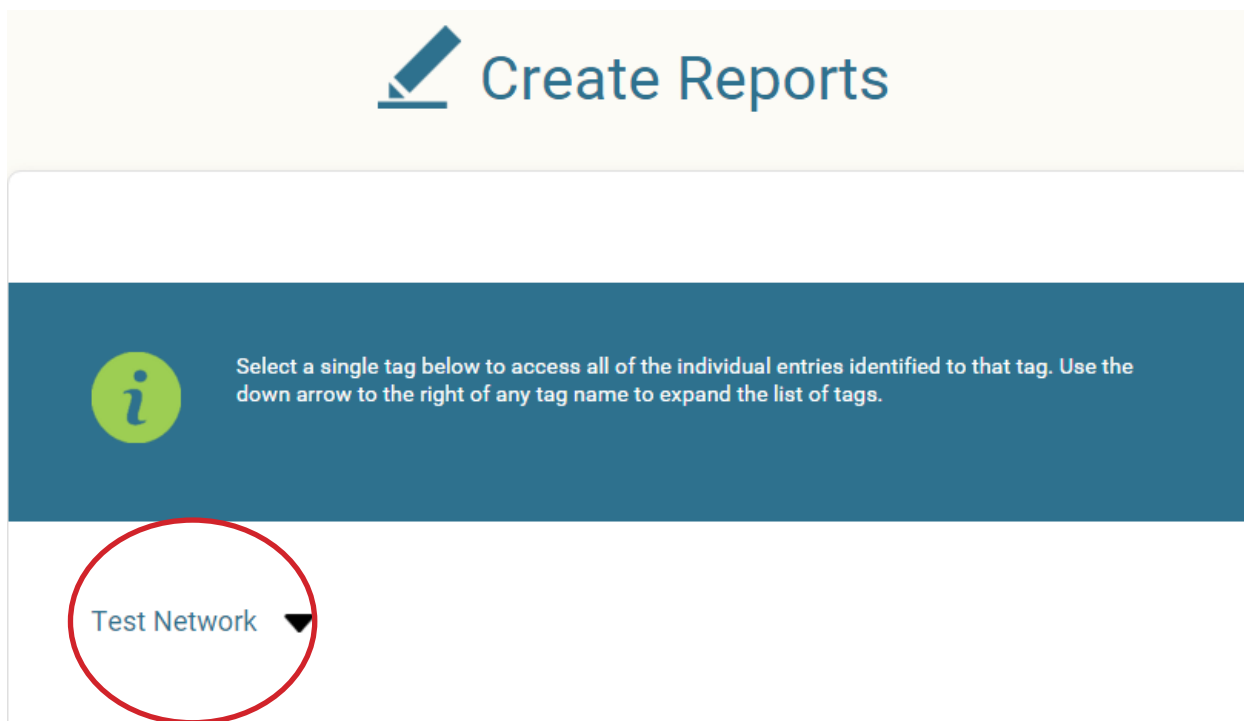 Create Reports
Select a single tag below to access all of the individual entries identified to that tag. Use the
down arrow to the right of any tag name to expand the list of tags.
Test Network